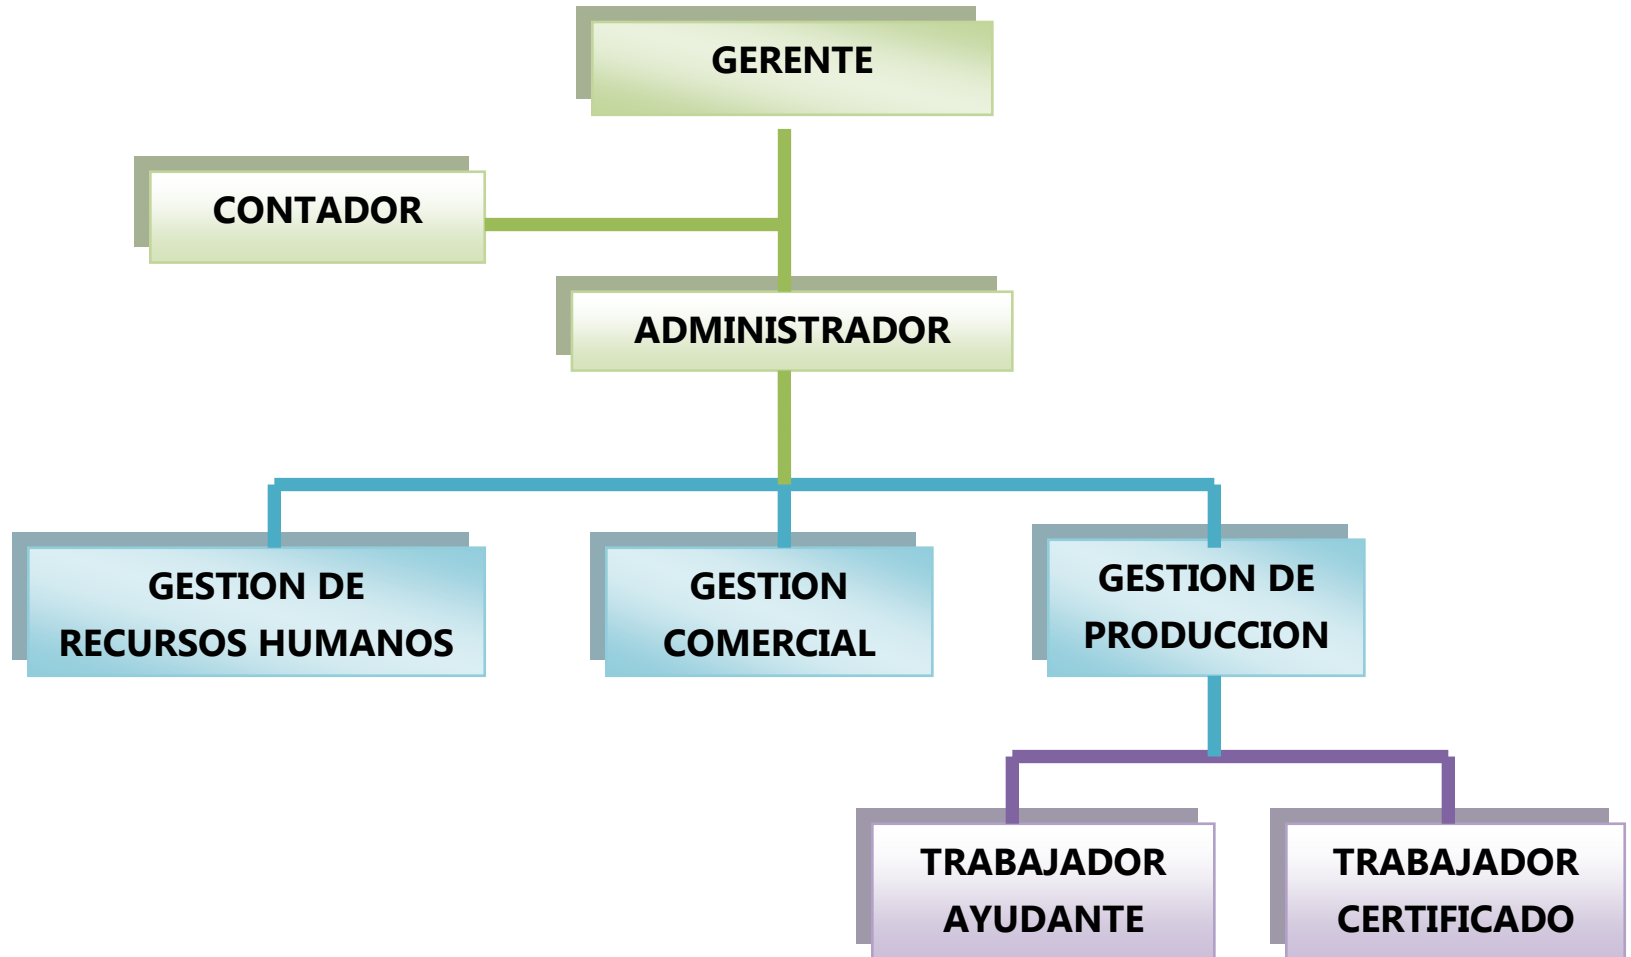 GERENTE
CONTADOR
ADMINISTRADOR
GESTION DE
RECURSOS HUMANOS
GESTION
COMERCIAL
GESTION DE
PRODUCCION
TRABAJADOR
AYUDANTE
TRABAJADOR
CERTIFICADO